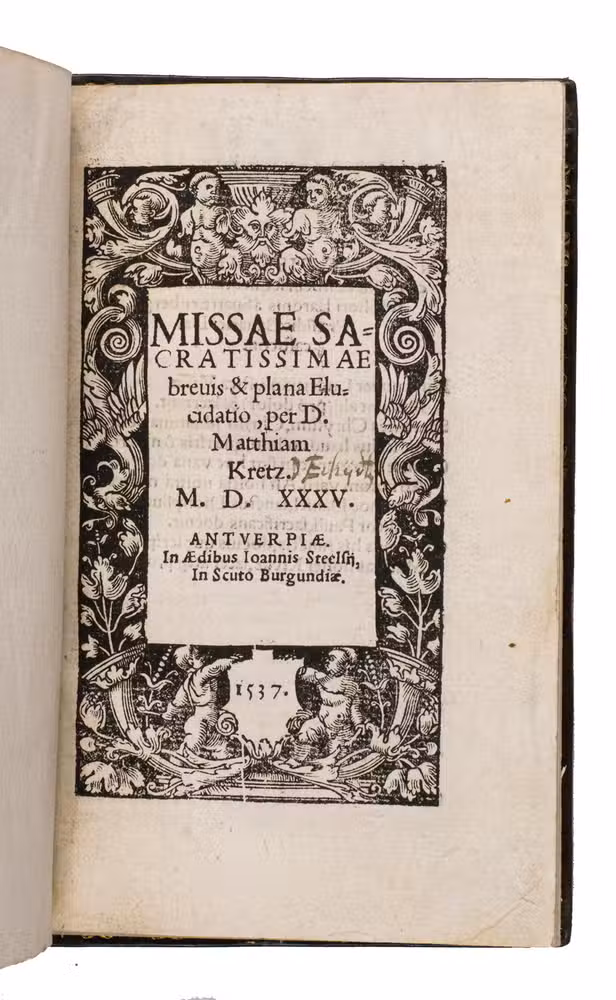 MISSAE SA=
CRATISSIMAE
breuis & plana Elu=
cidatio, per D.
Matthiam
Kretz.
M. D. XXXV.
ANTVERPIÆ.
In Ædibus Ioannis Steelsij,
In Scuto Burgundiæ.
1537.